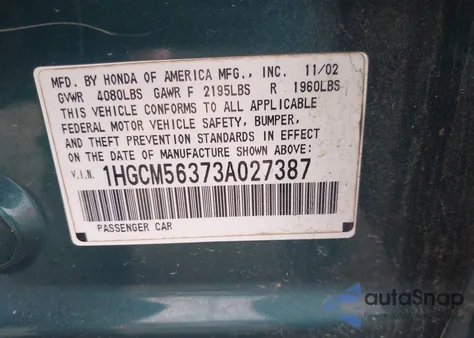 MFD. BY HONDA OF AMERICA MFG., INC. 11/02
GVWR 4080LBS GAWR F 2195LBS R 1960LBS
THIS VEHICLE CONFORMS TO ALL APPLICABLE
FEDERAL MOTOR VEHICLE SAFETY, BUMPER,
AND THEFT PREVENTION STANDARDS IN EFFECT
ON THE DATE OF MANUFACTURE SHOWN ABOVE:
V.I.N. 1HGCM56373A027387
PASSENGER CAR
autoSnap